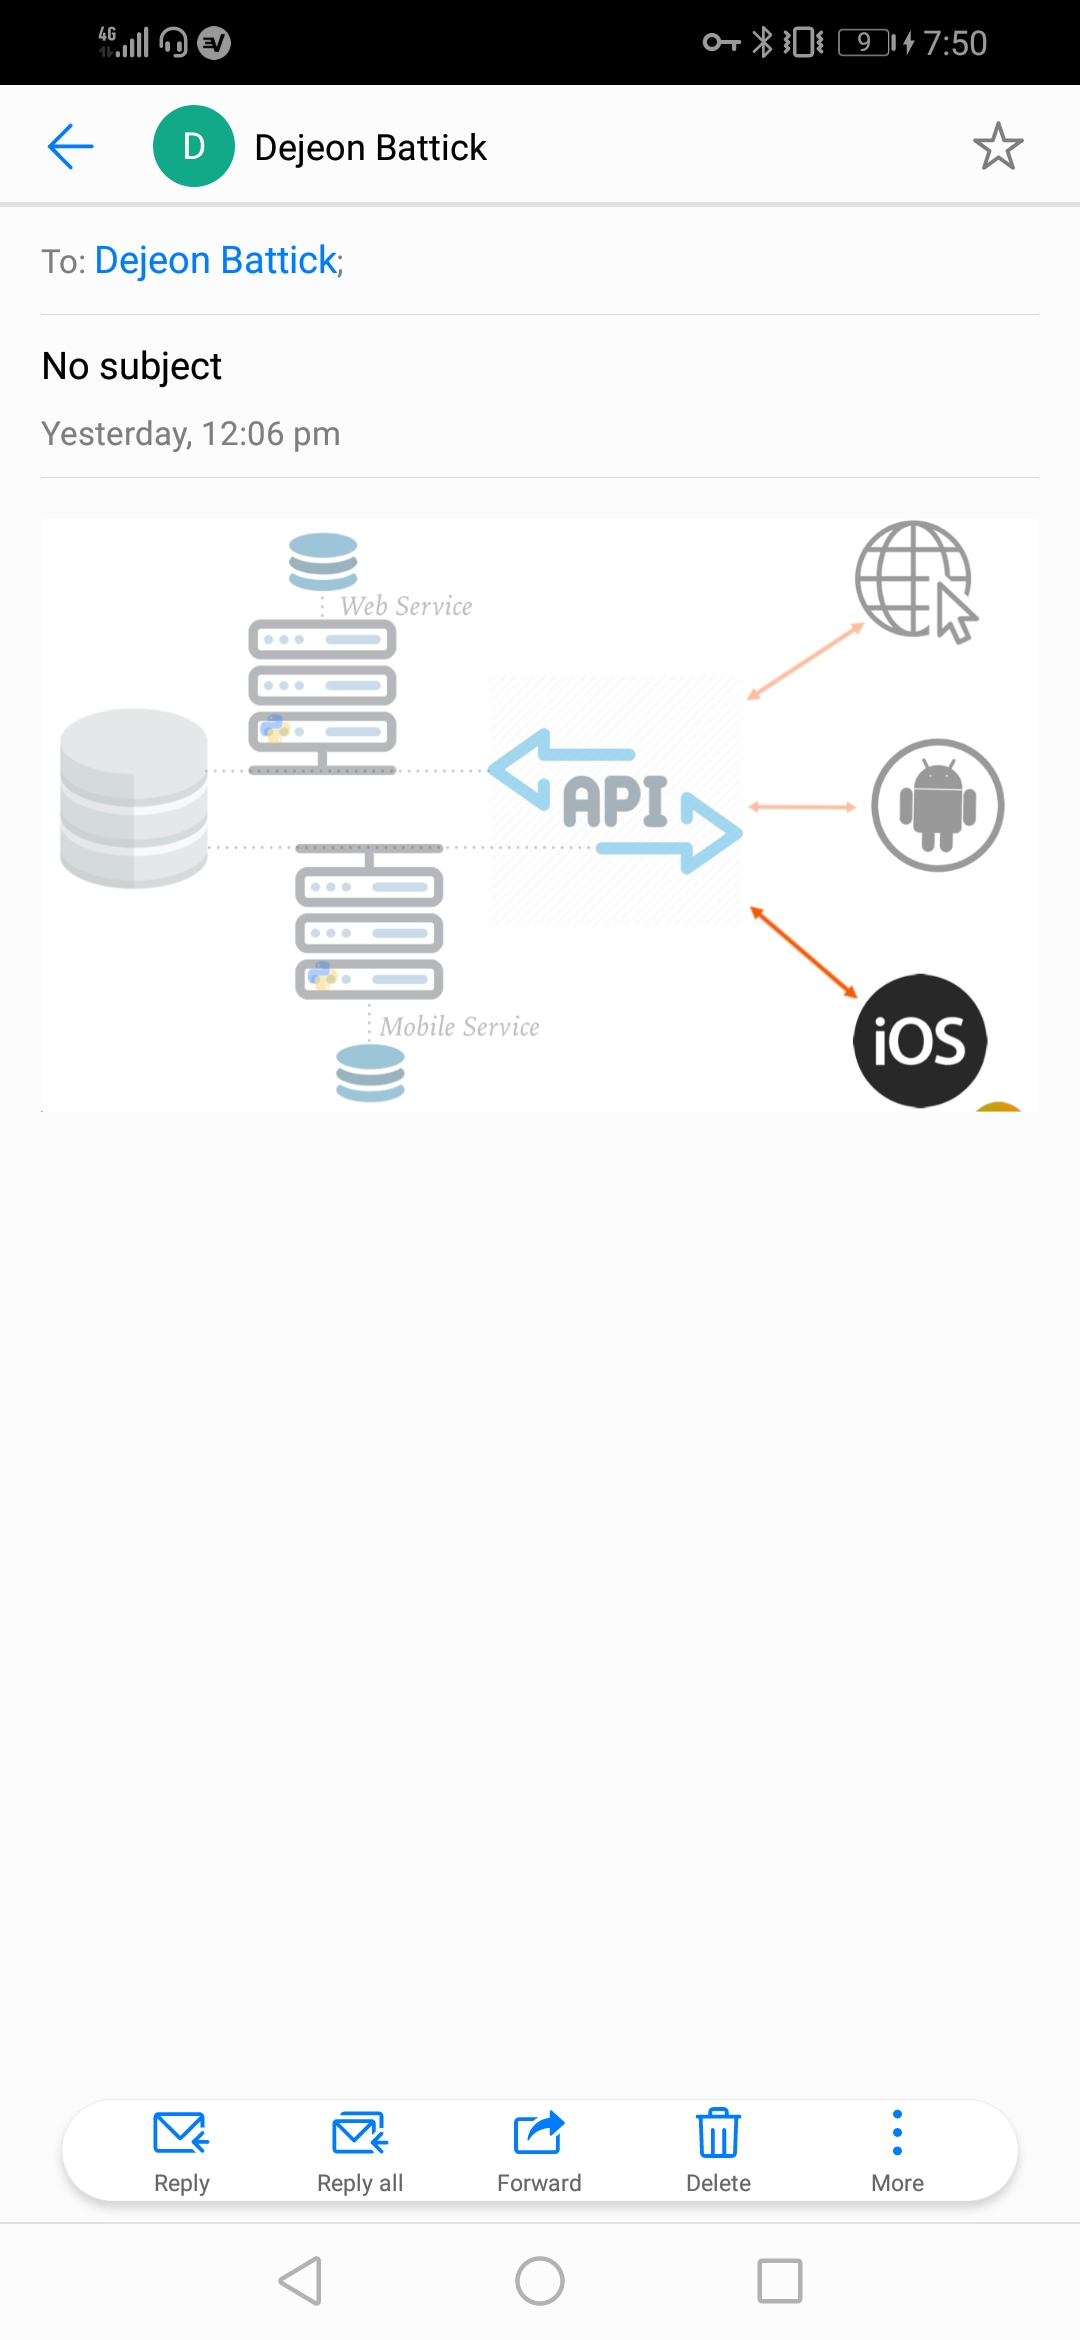 4G 9 7:50
D Dejeon Battick
To: Dejeon Battick;
No subject
Yesterday, 12:06 pm
Web Service
API
iOS
Mobile Service
Reply Reply all Forward Delete More